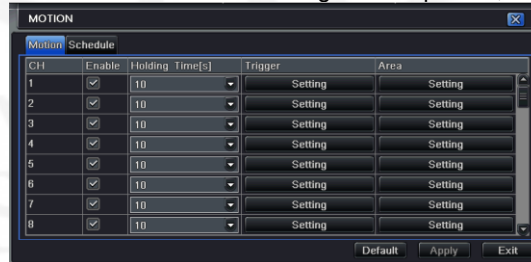 MOTION
Motion Schedule
CH Enable Holding Time[s] Trigger Area
1 10 Setting Setting
2 10 Setting Setting
3 10 Setting Setting
4 10 Setting Setting
5 10 Setting Setting
6 10 Setting Setting
7 10 Setting Setting
8 10 Setting Setting
Default Apply Exit